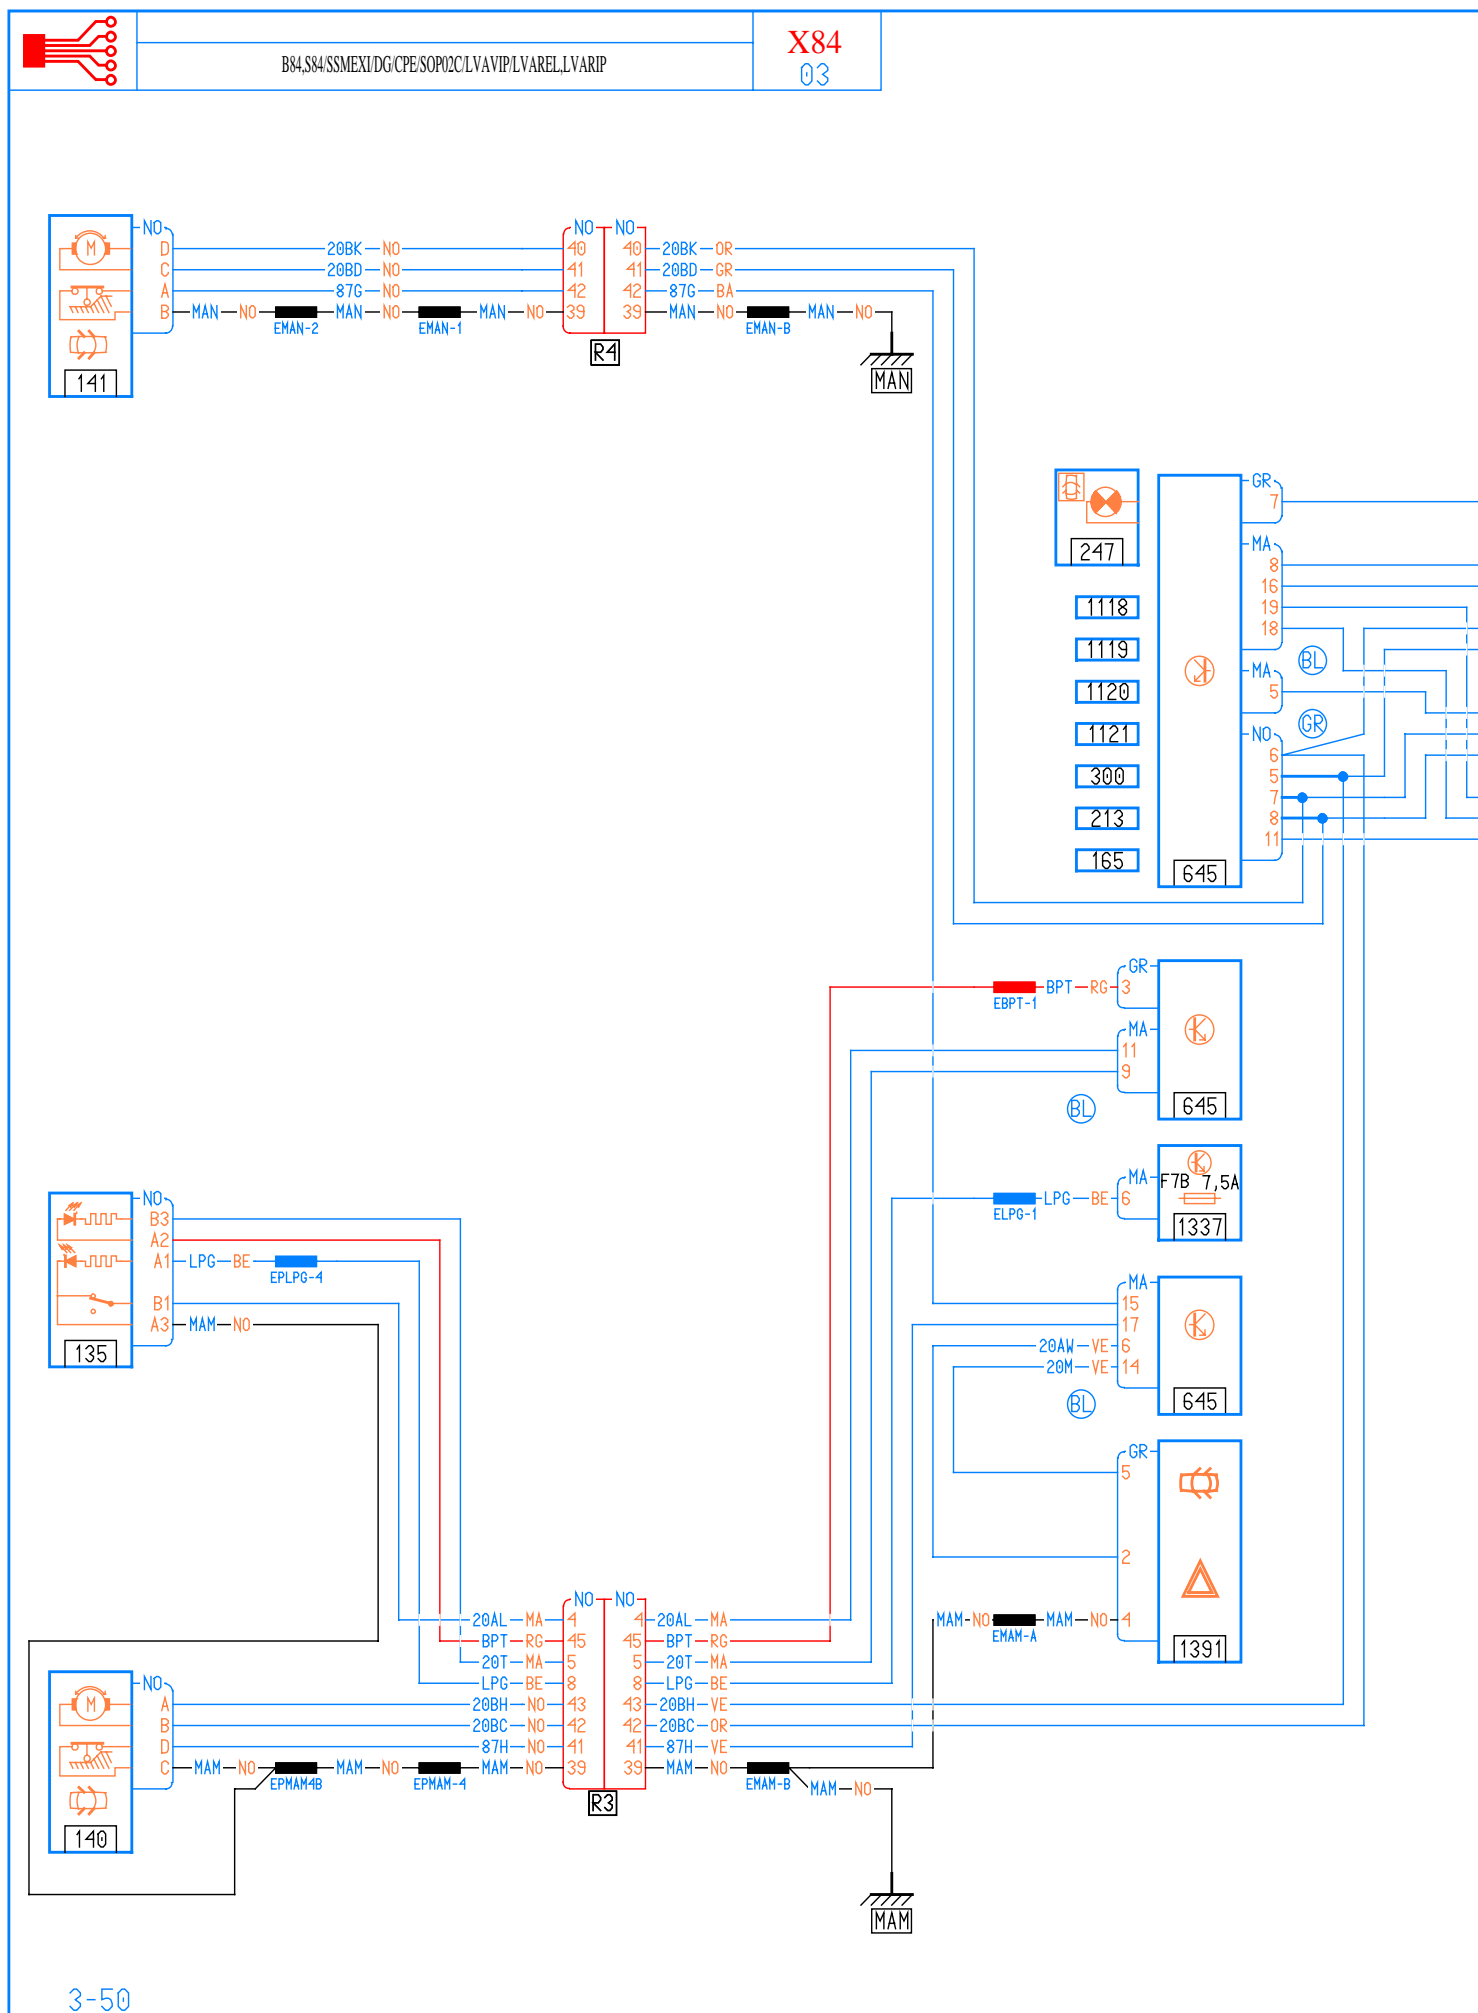 B84,S84/SSMEXI/DG/CPE/SOP02C/LVAVIP/LVAREL,LVARIP
X84
03
NO NO NO
D 20BK NO 40 40 20BK OR
C 20BD NO 41 41 20BD GR
A 87G NO 42 42 87G BA
B MAN NO MAN NO MAN NO 39 39 MAN NO MAN NO
EMAN-2 EMAN-1 EMAN-B
M
141
R4
MAN
247
1118
1119
1120
1121
300
213
165
GR
7
MA
8
16
19
18
BL
MA
5
GR
NO
6
5
7
8
11
645
GR
BPT RG 3
EBPT-1
MA
11
9
BL
645
MA
F7B 7,5A
LPG BE 6
ELPG-1
1337
NO
B3
A2
A1 LPG BE
EPLPG-4
B1
A3 MAM NO
135
MA
15
17
20AW VE 6
20M VE 14
BL
645
GR
5
2
MAM NO MAM NO 4
EMAM-A
1391
NO NO
20AL MA 4 4 20AL MA
BPT RG 45 45 BPT RG
20T MA 5 5 20T MA
LPG BE 8 8 LPG BE
NO
A 20BH NO 43 43 20BH VE
B 20BC NO 42 42 20BC OR
D 87H NO 41 41 87H VE
C MAM NO MAM NO MAM NO 39 39 MAM NO
EPMAM4B EPMAM-4 EMAM-B
MAM NO
M
140
R3
MAM
3-50